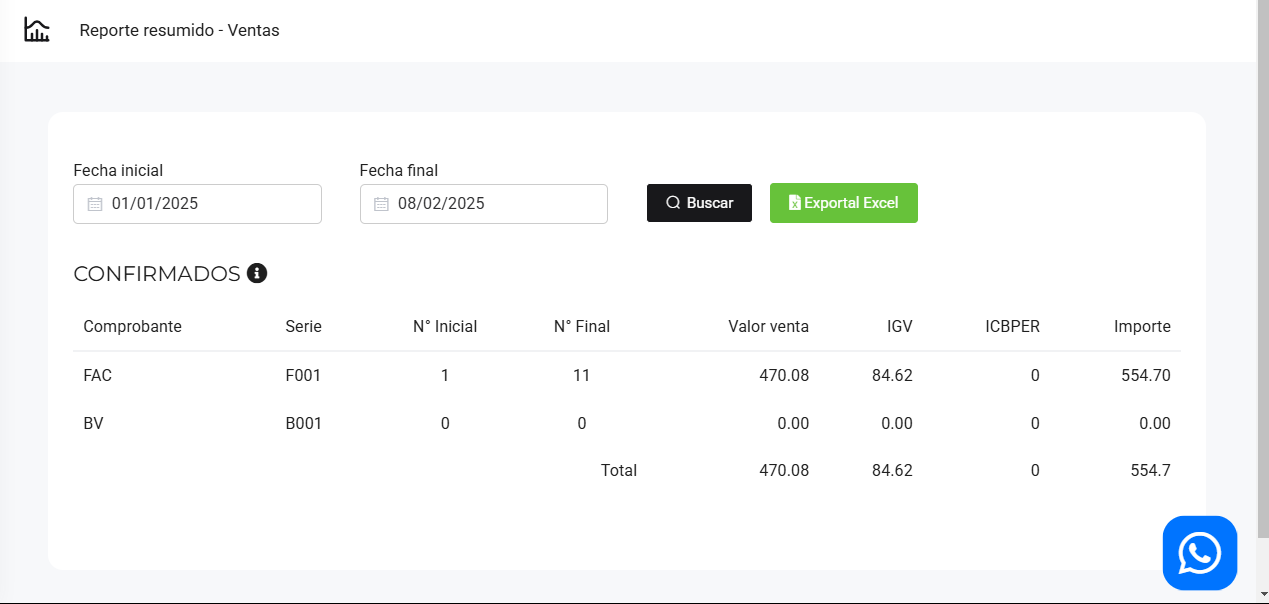 Reporte resumido - Ventas
Fecha inicial Fecha final
01/01/2025 08/02/2025 Buscar Exportal Excel
CONFIRMADOS
Comprobante Serie N° Inicial N° Final Valor venta IGV ICBPER Importe
FAC F001 1 11 470.08 84.62 0 554.70
BV B001 0 0 0.00 0.00 0 0.00
Total 470.08 84.62 0 554.7